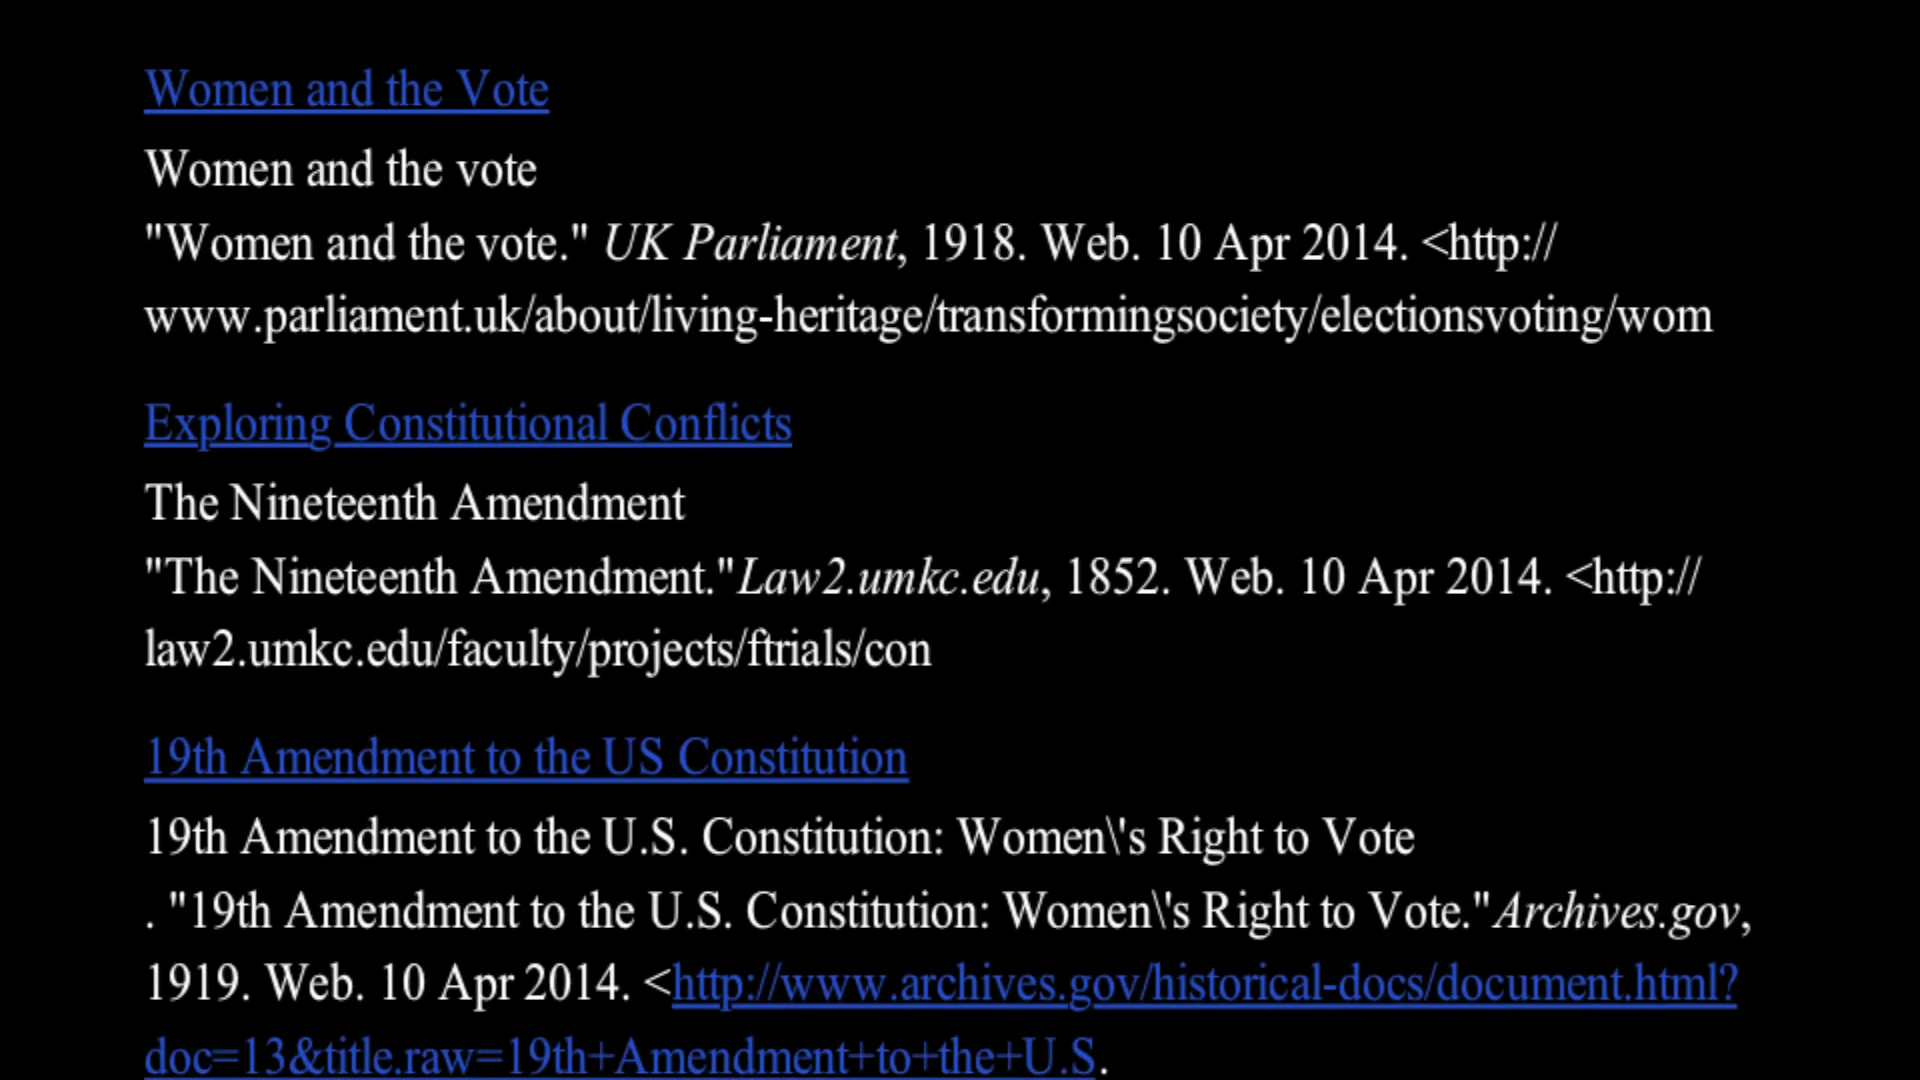 Women and the Vote
Women and the vote
"Women and the vote." UK Parliament, 1918. Web. 10 Apr 2014. <http://
www.parliament.uk/about/living-heritage/transformingsociety/electionsvoting/wom
Exploring Constitutional Conflicts
The Nineteenth Amendment
"The Nineteenth Amendment."Law2.umkc.edu, 1852. Web. 10 Apr 2014. <http://
law2.umkc.edu/faculty/projects/ftrials/con
19th Amendment to the US Constitution
19th Amendment to the U.S. Constitution: Women\'s Right to Vote
. "19th Amendment to the U.S. Constitution: Women\'s Right to Vote."Archives.gov,
1919. Web. 10 Apr 2014. <http://www.archives.gov/historical-docs/document.html?
doc=13&title.raw=19th+Amendment+to+the+U.S.